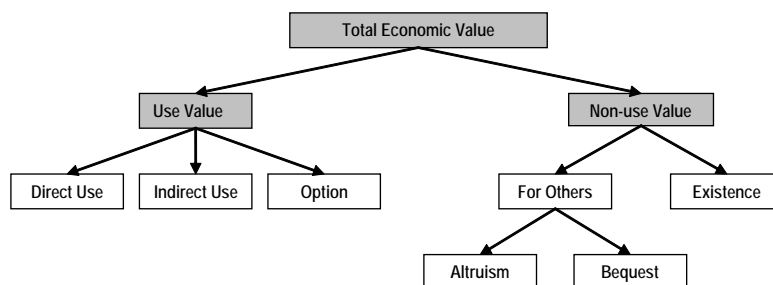 Total Economic Value
Use Value
Non-use Value
Direct Use
Indirect Use
Option
For Others
Existence
Altruism
Bequest